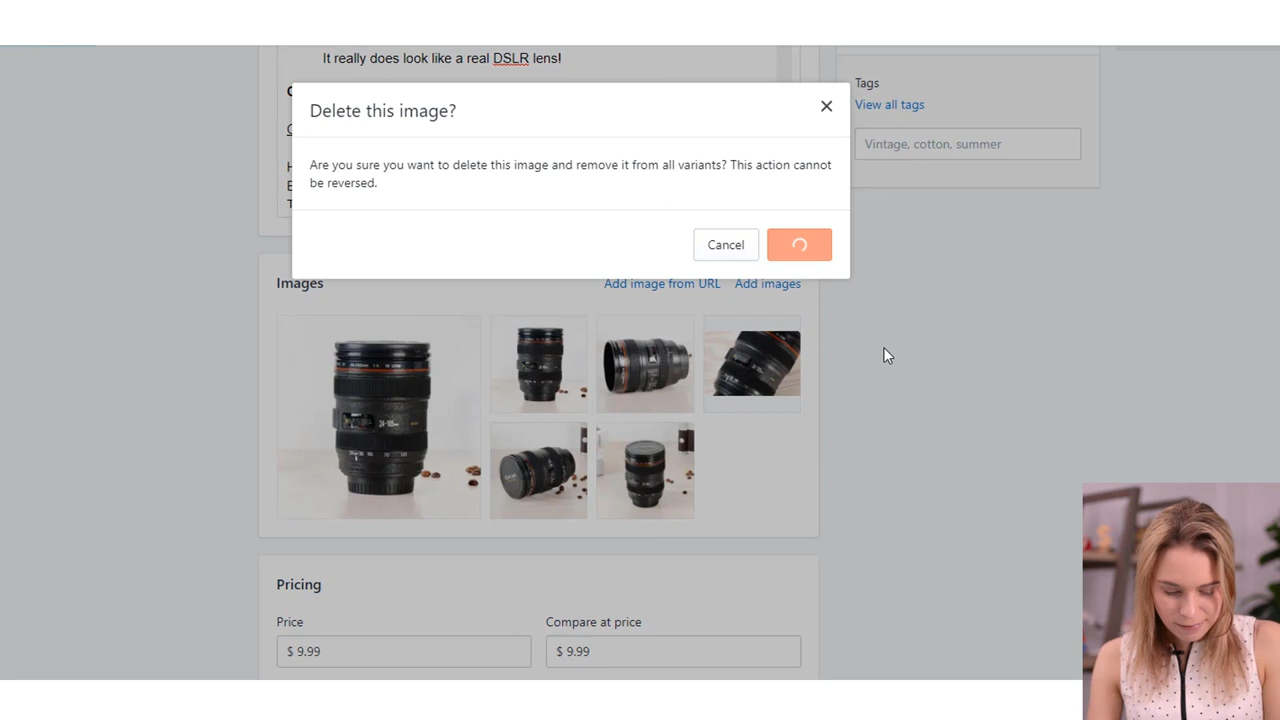 It really does look like a real DSLR lens!
Delete this image?
Are you sure you want to delete this image and remove it from all variants? This action cannot
be reversed.
Cancel
Tags
View all tags
Vintage, cotton, summer
Images
Add image from URL
Add images
24-105
Pricing
Price
Compare at price
$ 9.99
$ 9.99